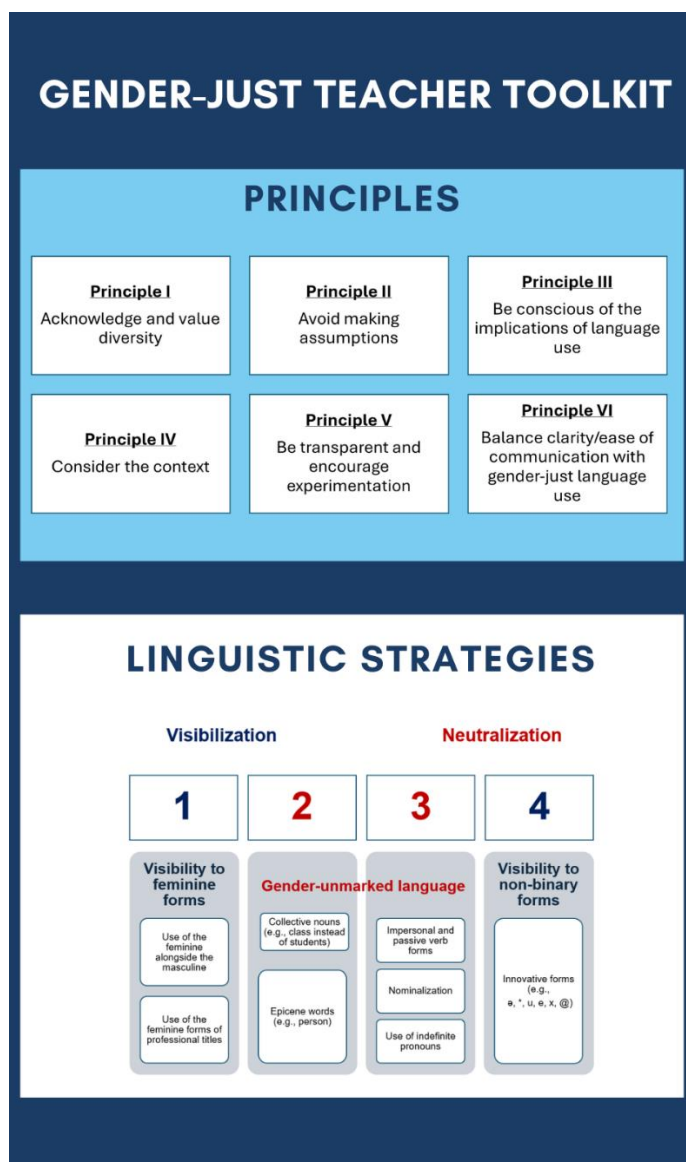 GENDER-JUST TEACHER TOOLKIT
PRINCIPLES
Principle I
Acknowledge and value
diversity
Principle II
Avoid making
assumptions
Principle III
Be conscious of the
implications of language
use
Principle IV
Consider the context
Principle V
Be transparent and
encourage
experimentation
Principle VI
Balance clarity/ease of
communication with
gender-just language
use
LINGUISTIC STRATEGIES
Visibilization
Neutralization
1
2
3
4
Visibility to
feminine
forms
Use of the
feminine
alongside the
masculine
Use of the
feminine forms of
professional titles
Gender-unmarked language
Collective nouns
(e.g., class instead
of students)
Epicene words
(e.g., person)
Impersonal and
passive verb
forms
Nominalization
Use of indefinite
pronouns
Visibility to
non-binary
forms
Innovative forms
(e.g.,
ə, *, u, e, x, @)